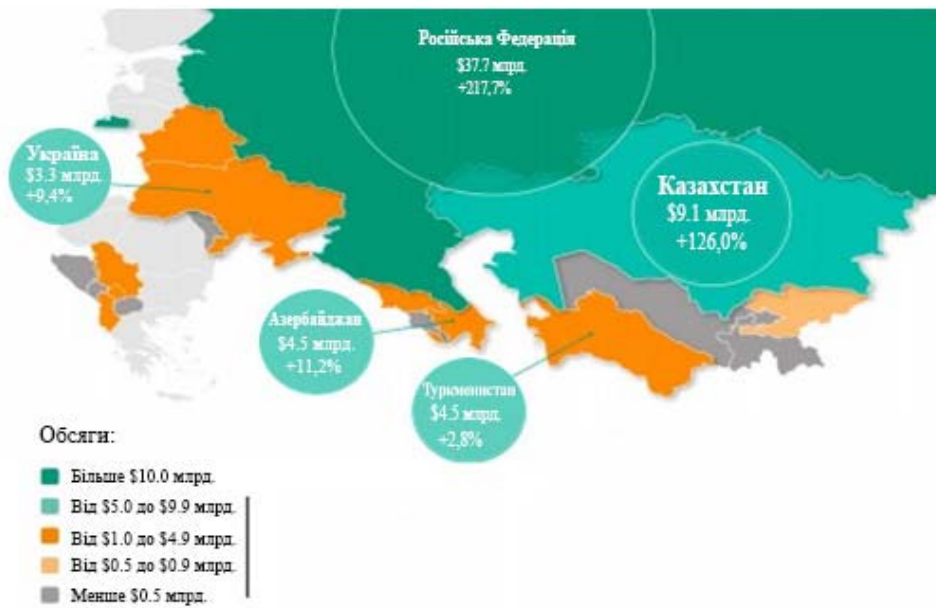 Російська Федерація
$37.7 млрд.
+217,7%
Україна
$3.3 млрд.
+9,4%
Казахстан
$9.1 млрд.
+126,0%
Азербайджан
$4.5 млрд.
+11,2%
Туркменистан
$4.5 млрд.
+2,8%
Обсяги:
Більше $10.0 млрд.
Від $5.0 до $9.9 млрд.
Від $1.0 до $4.9 млрд.
Від $0.5 до $0.9 млрд.
Менше $0.5 млрд.